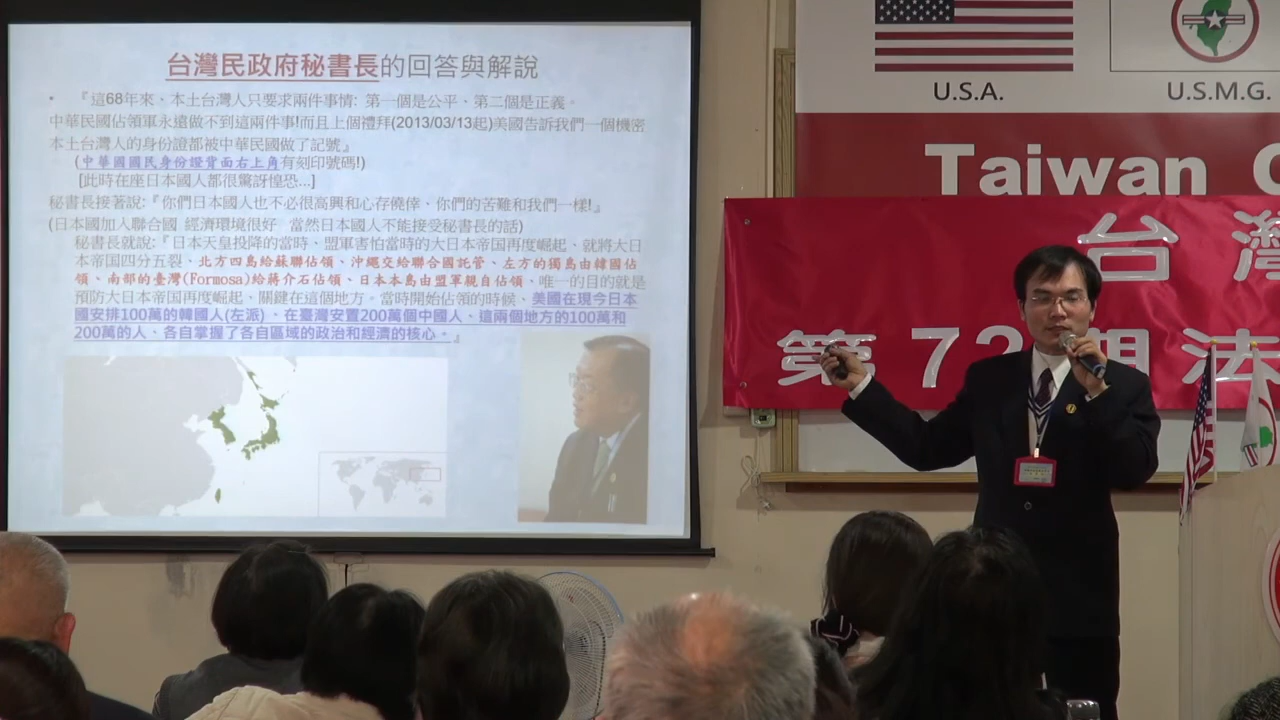 台灣民政府秘書長的回答與解說
• 『這68年來、本土台灣人只要求兩件事情: 第一個是公平、第二個是正義。
中華民國佔領軍永遠做不到這兩件事!而且上個禮拜(2013/03/13起)美國告訴我們一個機密
本土台灣人的身份證都被中華民國做了記號』
(中華國國民身份證背面右上角有刻印號碼!)
[此時在座日本國人都很驚訝惶恐...]
秘書長接著說:『你們日本國人也不必很高興和心存僥倖、你們的苦難和我們一樣!』
(日本國加入聯合國 經濟環境很好 當然日本國人不能接受秘書長的話)
秘書長就說:『日本天皇投降的當時、盟軍害怕當時的大日本帝国再度崛起、就將大日
本帝国四分五裂、北方四島給蘇聯佔領、沖繩交給聯合國託管、左方的獨島由韓國佔
領、南部的臺灣(Formosa)給蔣介石佔領、日本本島由盟軍親自佔領、唯一的目的就是
預防大日本帝国再度崛起、關鍵在這個地方。當時開始佔領的時候、美國在現今日本
國安排100萬的韓國人(左派)、在臺灣安置200萬個中國人、這兩個地方的100萬和
200萬的人、各自掌握了各自區域的政治和經濟的核心。』
U.S.A.
U.S.M.G.
Taiwan C
台灣
第72期法